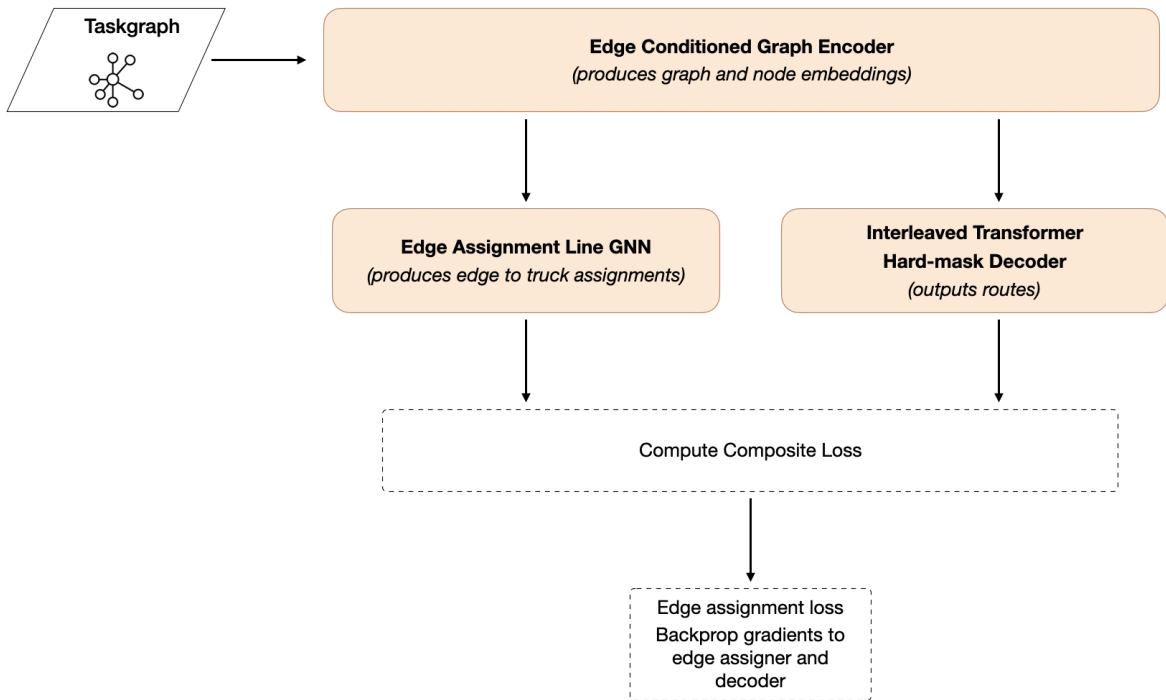 Taskgraph
Edge Conditioned Graph Encoder
(produces graph and node embeddings)
Edge Assignment Line GNN
(produces edge to truck assignments)
Interleaved Transformer
Hard-mask Decoder
(outputs routes)
Compute Composite Loss
Edge assignment loss
Backprop gradients to
edge assigner and
decoder